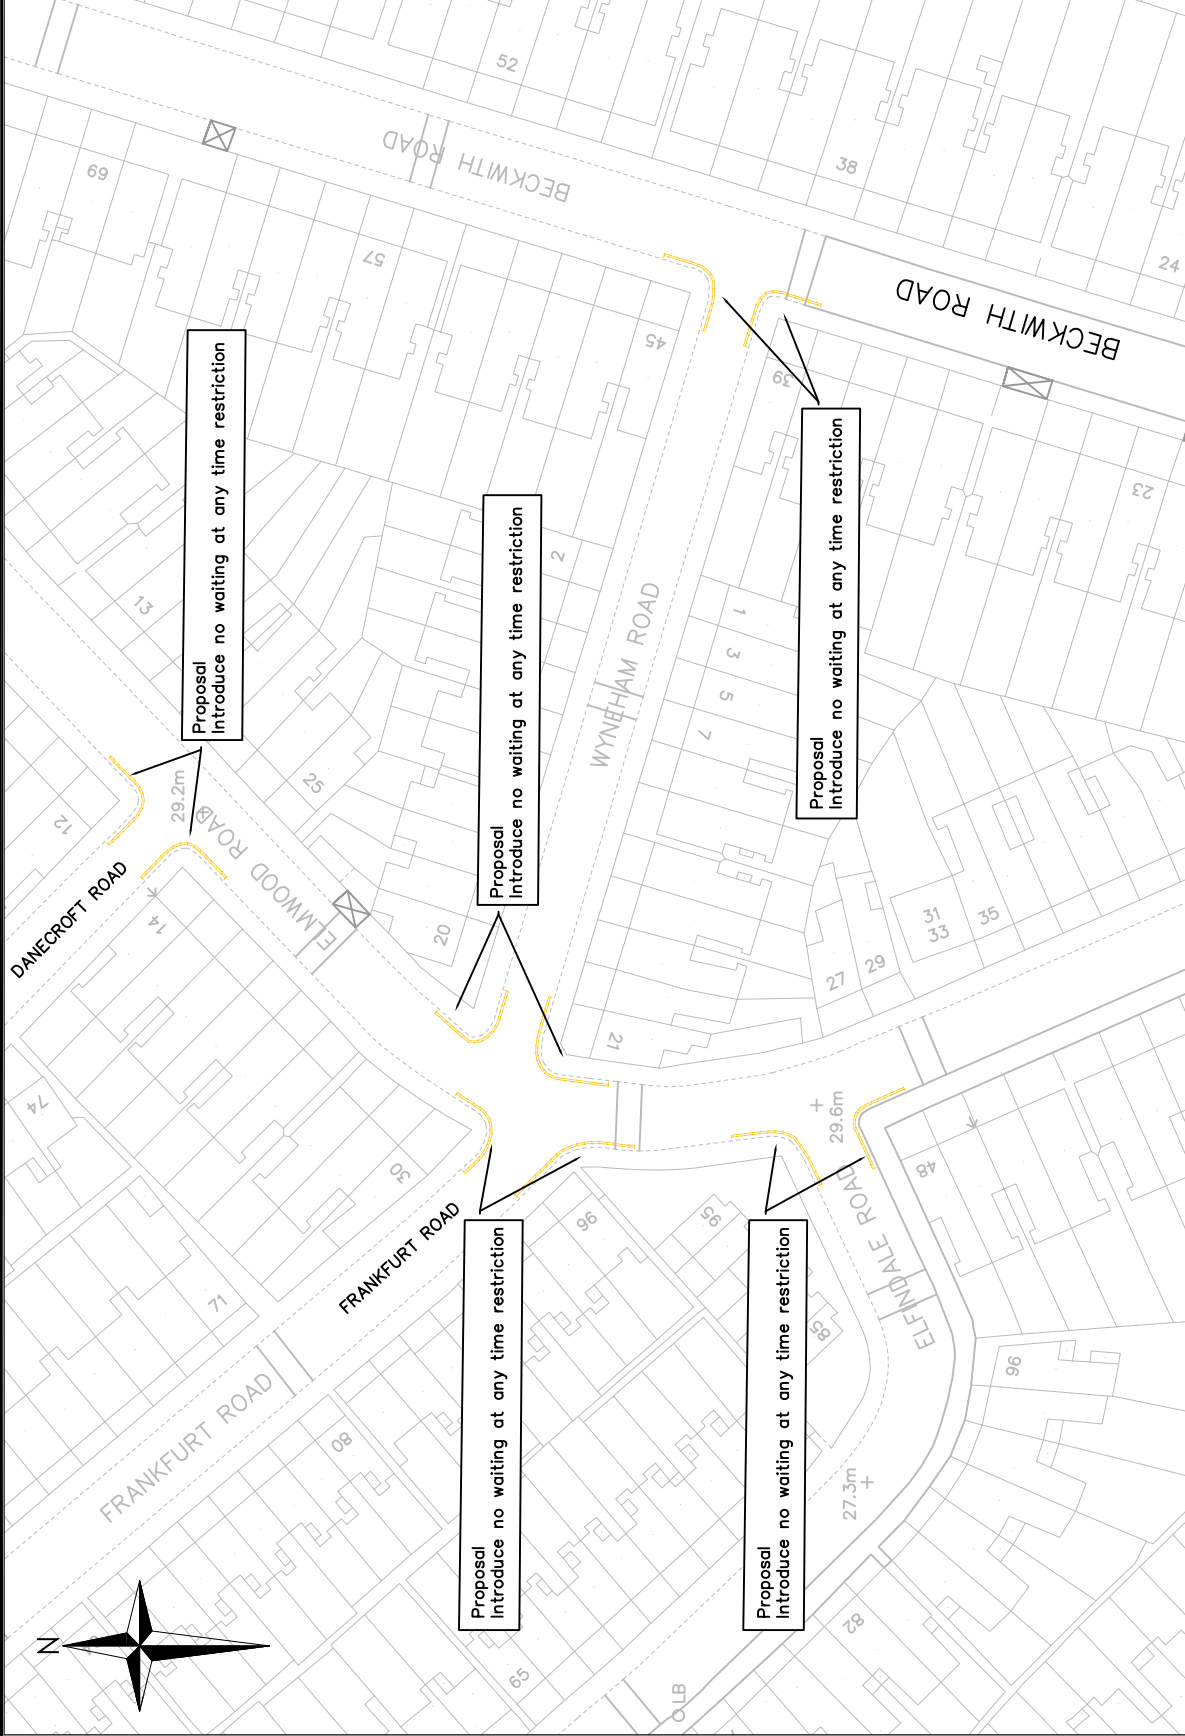 52
BECKWITH ROAD
69
38
57
24
BECKWITH ROAD
45
39
Proposal
Introduce no waiting at any time restriction
Proposal
Introduce no waiting at any time restriction
Proposal
Introduce no waiting at any time restriction
23
2
13
WYNEHAM ROAD
1
3
5
7
25
29.2m
12
ELMWOOD ROAD
DANECROFT ROAD
14
20
31
33
35
27
29
21
74
29.6m
30
48
FRANKFURT ROAD
96
95
ELFINDALE ROAD
71
85
96
Proposal
Introduce no waiting at any time restriction
Proposal
Introduce no waiting at any time restriction
FRANKFURT ROAD
80
27.3m
82
65
LB
N